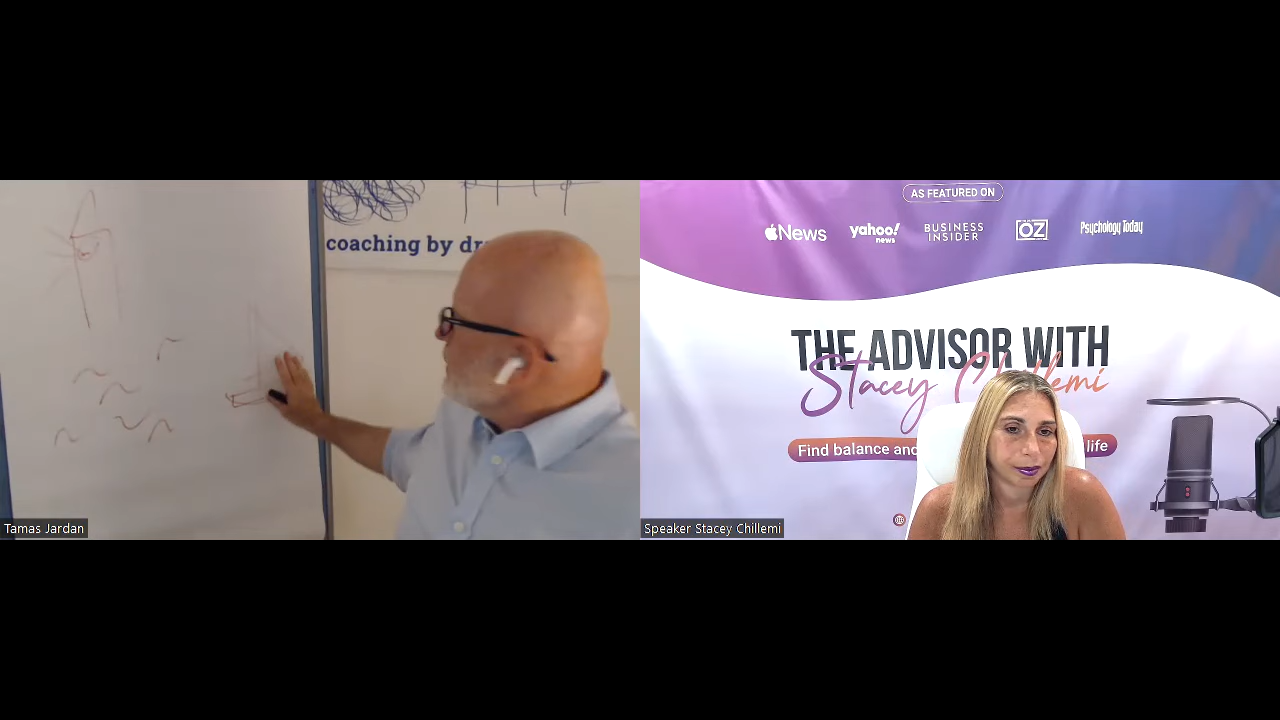 coaching by dr
Tamas Jardan
AS FEATURED ON
News
yahoo!
news
BUSINESS
INSIDER
OZ
Psychology Today
THE ADVISOR WITH
Stacey Chillemi
Find balance and
life
Speaker Stacey Chillemi